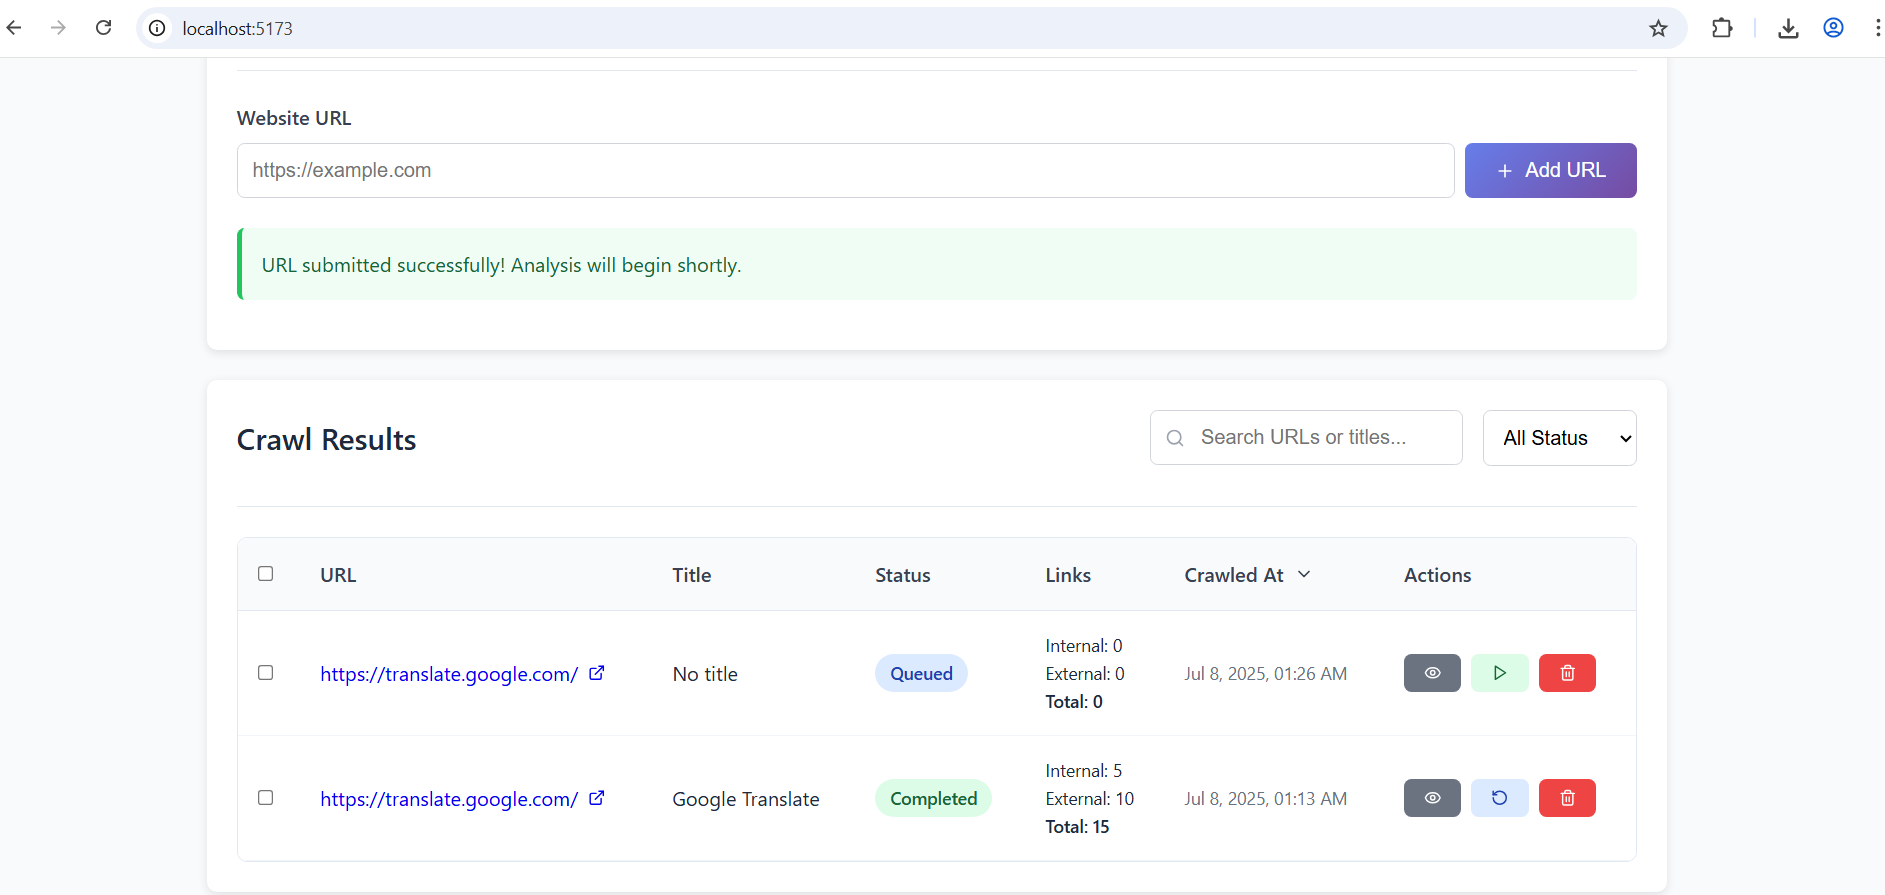 localhost:5173
Website URL
https://example.com
+ Add URL
URL submitted successfully! Analysis will begin shortly.
Crawl Results
Search URLs or titles...
All Status
URL Title Status Links Crawled At Actions
Internal: 0
https://translate.google.com/ No title Queued External: 0 Jul 8, 2025, 01:26 AM
Total: 0
Internal: 5
https://translate.google.com/ Google Translate Completed External: 10 Jul 8, 2025, 01:13 AM
Total: 15